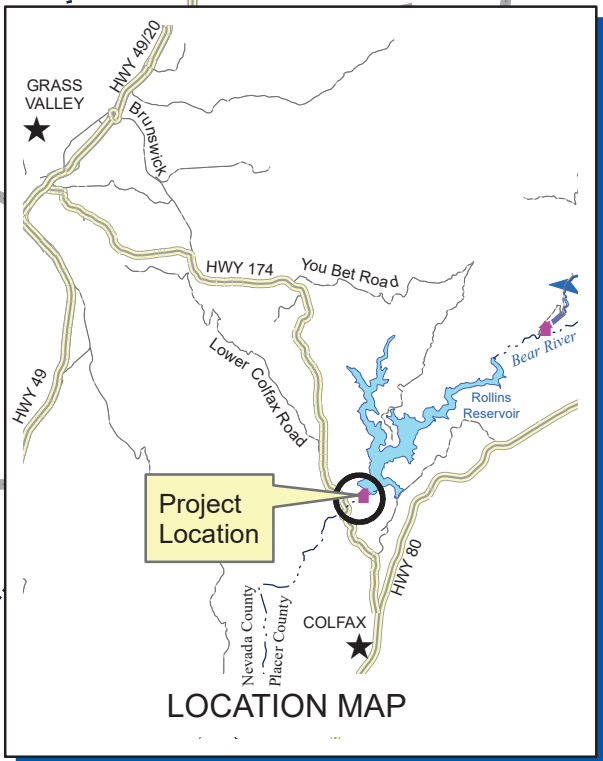 HWY 49/20
GRASS
VALLEY
Brunswick
HWY 174
You Bet Road
Lower Colfax Road
HWY 49
Bear River
Rollins
Reservoir
Project
Location
HWY 80
Nevada County
Placer County
COLFAX
LOCATION MAP